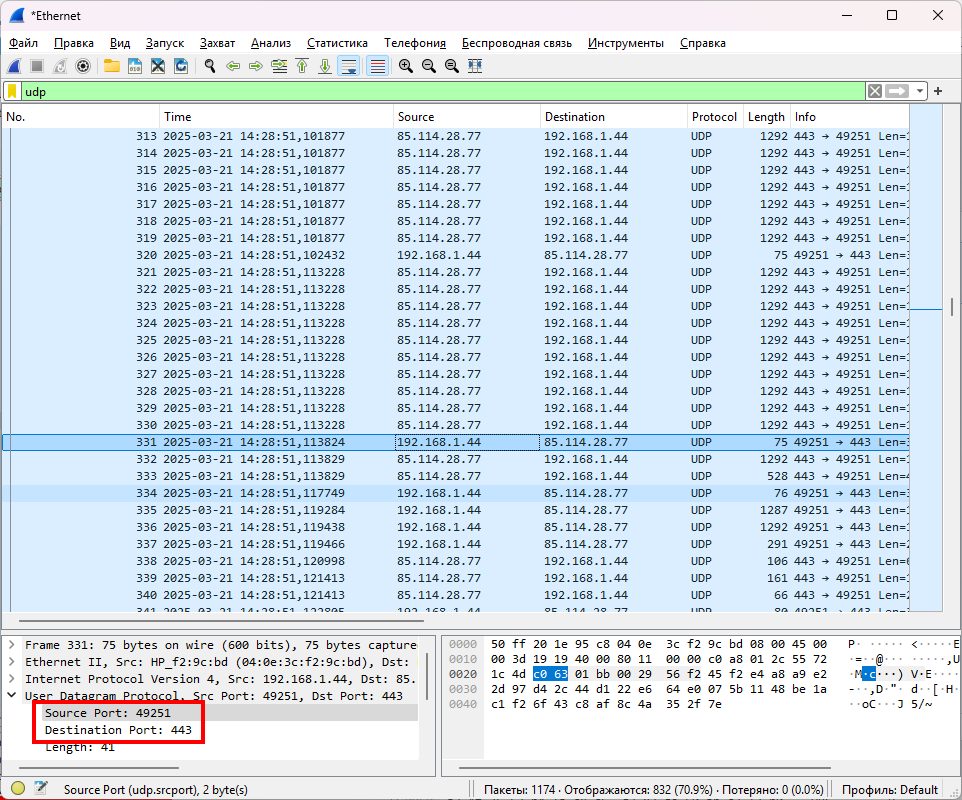 *Ethernet
Файл Правка Вид Запуск Захват Анализ Статистика Телефония Беспроводная связь Инструменты Справка
udp
No. Time Source Destination Protocol Length Info
313 2025-03-21 14:28:51,101877 85.114.28.77 192.168.1.44 UDP 1292 443 → 49251 Len=
314 2025-03-21 14:28:51,101877 85.114.28.77 192.168.1.44 UDP 1292 443 → 49251 Len=
315 2025-03-21 14:28:51,101877 85.114.28.77 192.168.1.44 UDP 1292 443 → 49251 Len=
316 2025-03-21 14:28:51,101877 85.114.28.77 192.168.1.44 UDP 1292 443 → 49251 Len=
317 2025-03-21 14:28:51,101877 85.114.28.77 192.168.1.44 UDP 1292 443 → 49251 Len=
318 2025-03-21 14:28:51,101877 85.114.28.77 192.168.1.44 UDP 1292 443 → 49251 Len=
319 2025-03-21 14:28:51,101877 85.114.28.77 192.168.1.44 UDP 1292 443 → 49251 Len=
320 2025-03-21 14:28:51,102432 192.168.1.44 85.114.28.77 UDP 75 49251 → 443 Len=
321 2025-03-21 14:28:51,113228 85.114.28.77 192.168.1.44 UDP 1292 443 → 49251 Len=
322 2025-03-21 14:28:51,113228 85.114.28.77 192.168.1.44 UDP 1292 443 → 49251 Len=
323 2025-03-21 14:28:51,113228 85.114.28.77 192.168.1.44 UDP 1292 443 → 49251 Len=
324 2025-03-21 14:28:51,113228 85.114.28.77 192.168.1.44 UDP 1292 443 → 49251 Len=
325 2025-03-21 14:28:51,113228 85.114.28.77 192.168.1.44 UDP 1292 443 → 49251 Len=
326 2025-03-21 14:28:51,113228 85.114.28.77 192.168.1.44 UDP 1292 443 → 49251 Len=
327 2025-03-21 14:28:51,113228 85.114.28.77 192.168.1.44 UDP 1292 443 → 49251 Len=
328 2025-03-21 14:28:51,113228 85.114.28.77 192.168.1.44 UDP 1292 443 → 49251 Len=
329 2025-03-21 14:28:51,113228 85.114.28.77 192.168.1.44 UDP 1292 443 → 49251 Len=
330 2025-03-21 14:28:51,113228 85.114.28.77 192.168.1.44 UDP 1292 443 → 49251 Len=
331 2025-03-21 14:28:51,113824 192.168.1.44 85.114.28.77 UDP 75 49251 → 443 Len=
332 2025-03-21 14:28:51,113829 85.114.28.77 192.168.1.44 UDP 1292 443 → 49251 Len=
333 2025-03-21 14:28:51,113829 85.114.28.77 192.168.1.44 UDP 528 443 → 49251 Len=
334 2025-03-21 14:28:51,117749 192.168.1.44 85.114.28.77 UDP 76 49251 → 443 Len=
335 2025-03-21 14:28:51,119284 192.168.1.44 85.114.28.77 UDP 1287 49251 → 443 Len=
336 2025-03-21 14:28:51,119438 192.168.1.44 85.114.28.77 UDP 1292 49251 → 443 Len=
337 2025-03-21 14:28:51,119466 192.168.1.44 85.114.28.77 UDP 291 49251 → 443 Len=
338 2025-03-21 14:28:51,120998 85.114.28.77 192.168.1.44 UDP 106 443 → 49251 Len=
339 2025-03-21 14:28:51,121413 85.114.28.77 192.168.1.44 UDP 161 443 → 49251 Len=
340 2025-03-21 14:28:51,121413 85.114.28.77 192.168.1.44 UDP 66 443 → 49251 Len=
Frame 331: 75 bytes on wire (600 bits), 75 bytes capture
Ethernet II, Src: HP_f2:9c:bd (04:0e:3c:f2:9c:bd), Dst:
Internet Protocol Version 4, Src: 192.168.1.44, Dst: 85.
User Datagram Protocol, Src Port: 49251, Dst Port: 443
Source Port: 49251
Destination Port: 443
Length: 41
0000 50 ff 20 1e 95 c8 04 0e 3c f2 9c bd 08 00 45 00 P· ·····<·····E·
0010 00 3d 19 19 40 00 80 11 00 00 c0 a8 01 2c 55 72 ·=··@········,Ur
0020 1c 4d c0 63 01 bb 00 29 56 f2 45 f2 e4 a8 a9 e2 ·M·c···)V·E·····
0030 2d 97 d4 2c 44 d1 22 e6 64 e0 07 5b 11 48 be 1a -··,D·"·d··[·H··
0040 c1 f2 6f 43 c8 af 8c 4a 35 2f 7e ··oC···J5/~
Source Port (udp.srcport), 2 byte(s)
Пакеты: 1174 · Отображаются: 832 (70.9%) · Потеряно: 0 (0.0%)
Профиль: Default